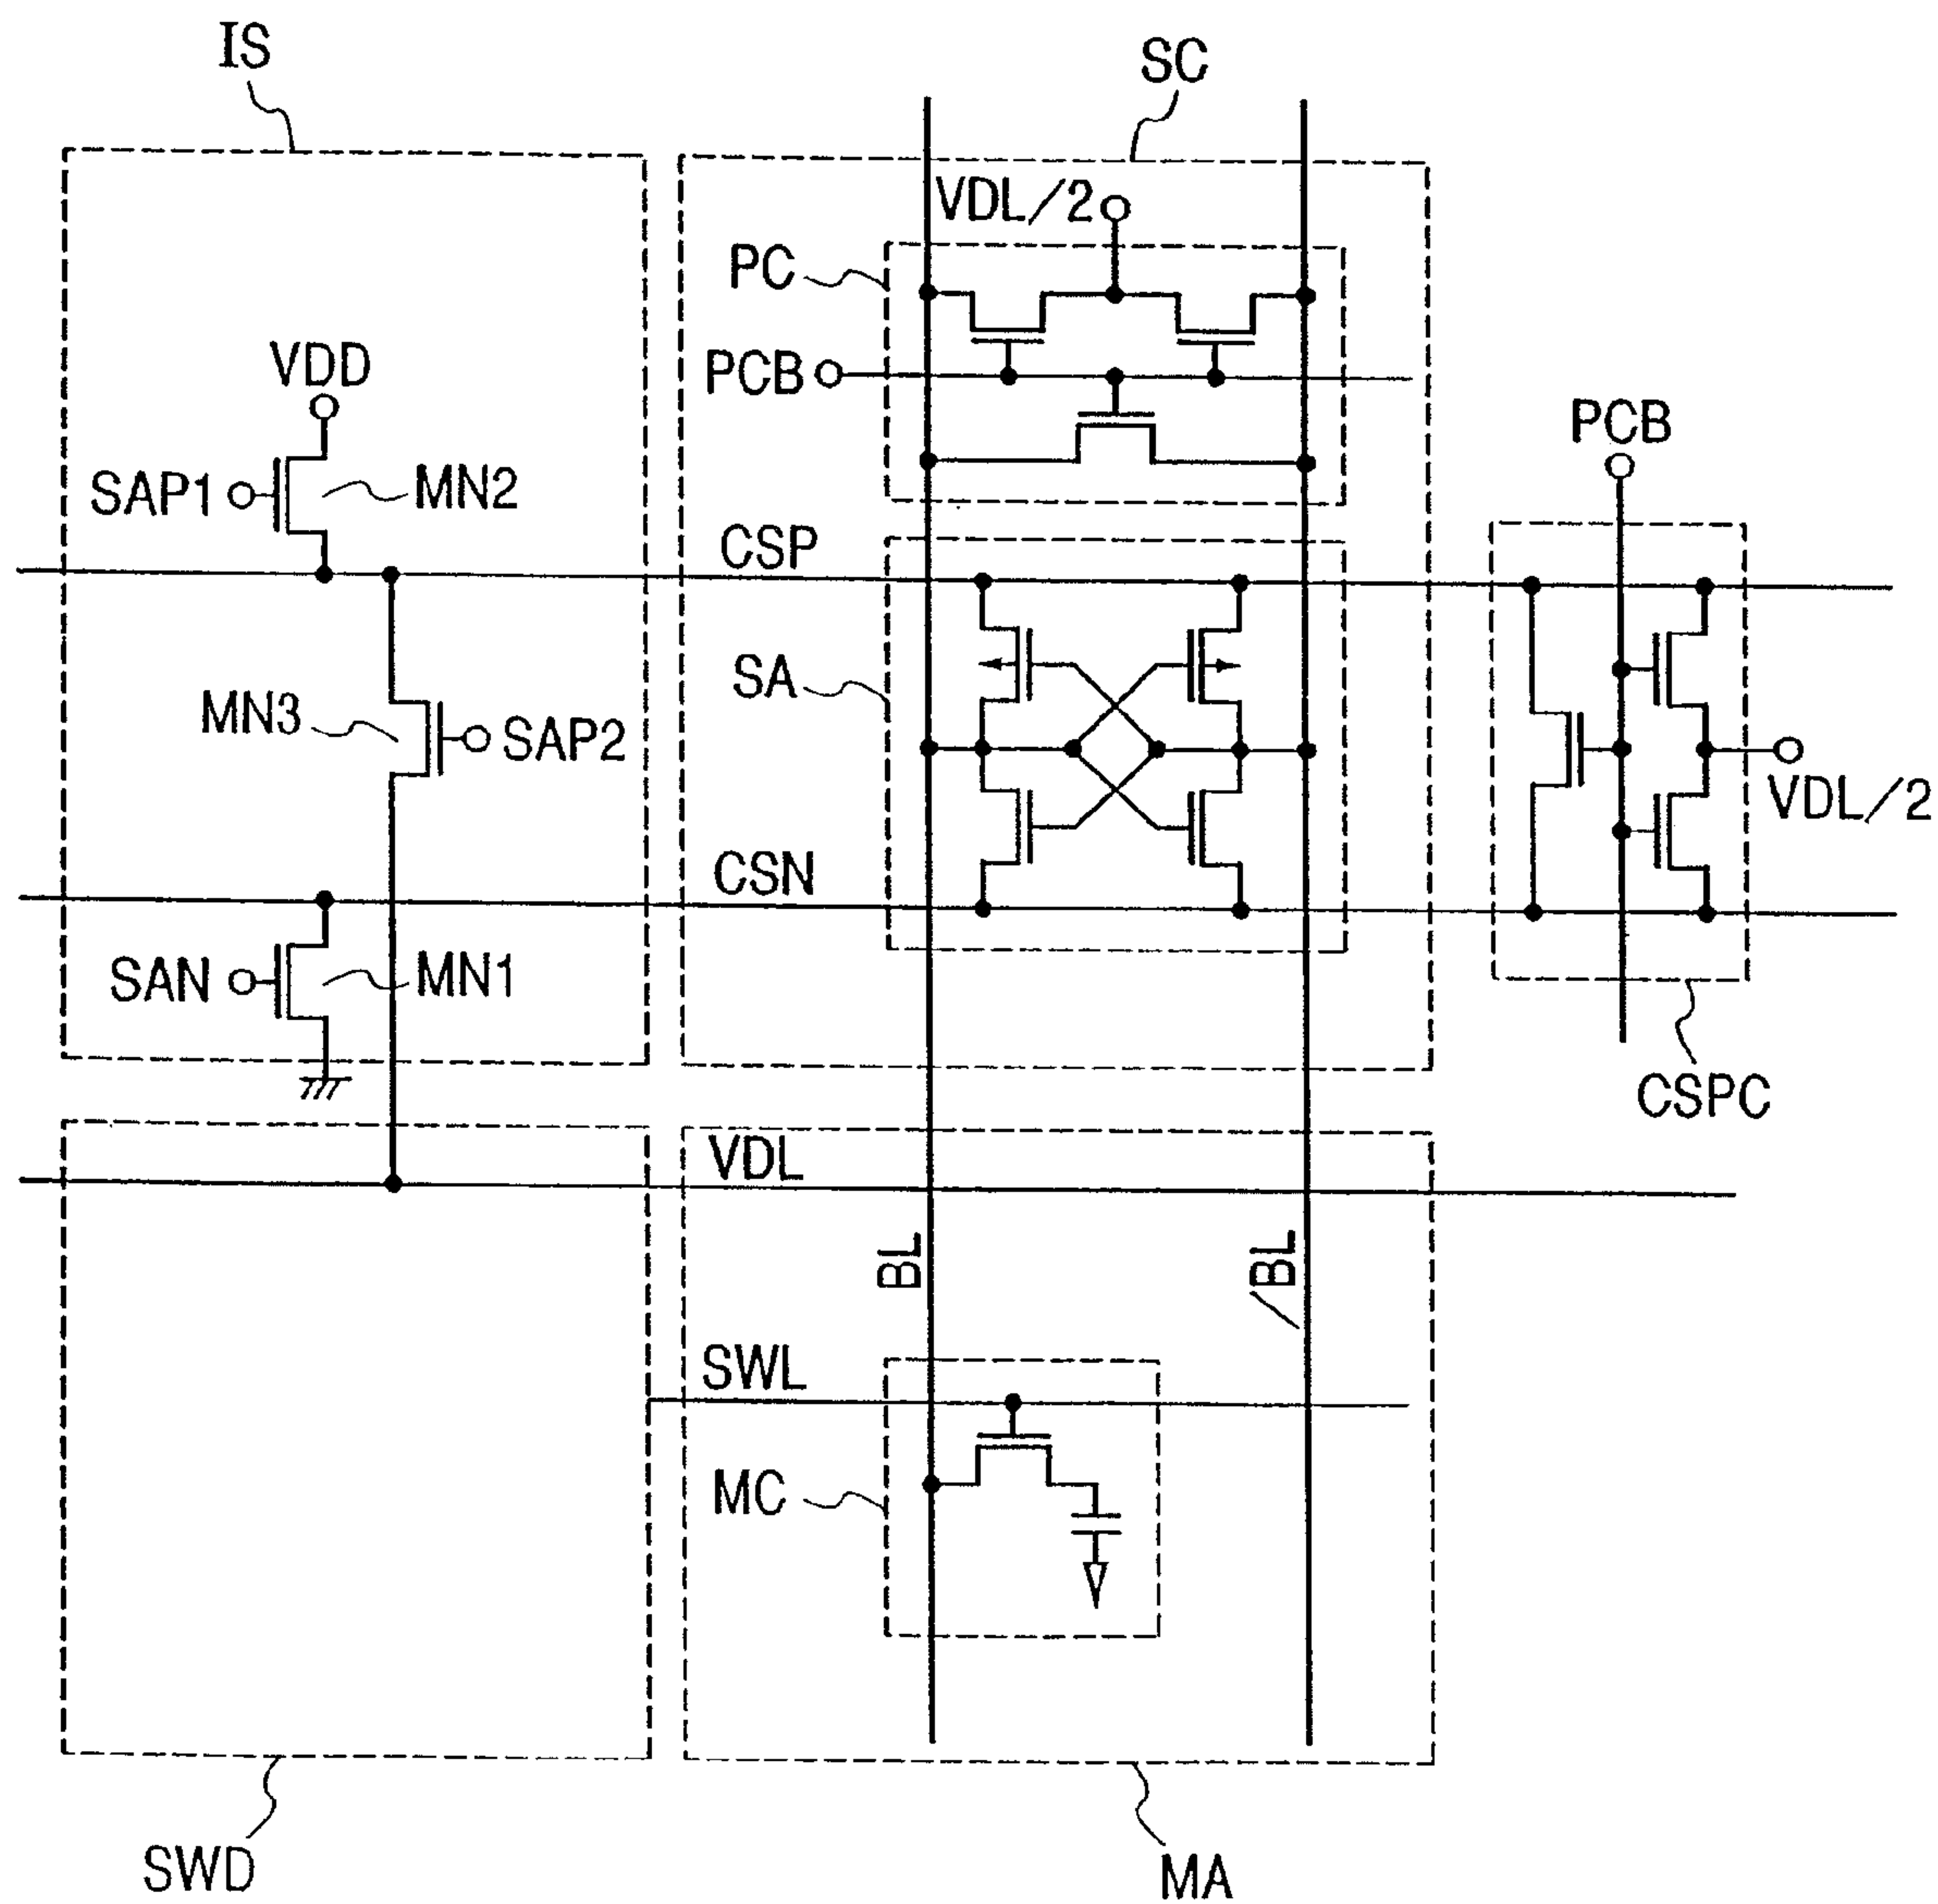 IS
SC
VDL/2
PC
VDD
PCB
PCB
SAP1
MN2
CSP
SA
MN3
SAP2
VDL/2
CSN
SAN
MN1
CSPC
VDL
BL
/BL
SWL
MC
SWD
MA